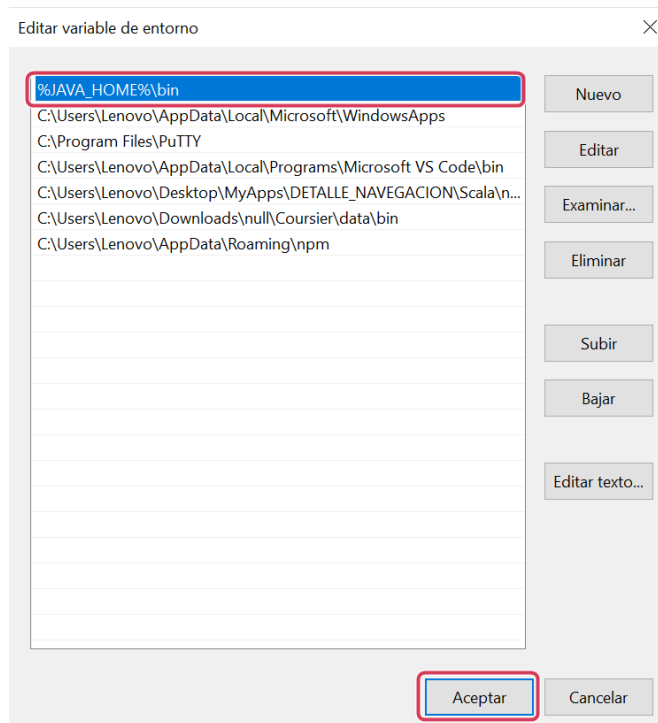 Editar variable de entorno
%JAVA_HOME%\bin
C:\Users\Lenovo\AppData\Local\Microsoft\WindowsApps
C:\Program Files\PuTTY
C:\Users\Lenovo\AppData\Local\Programs\Microsoft VS Code\bin
C:\Users\Lenovo\Desktop\MyApps\DETALLE_NAVEGACION\Scala\n...
C:\Users\Lenovo\Downloads\null\Coursier\data\bin
C:\Users\Lenovo\AppData\Roaming\npm
Nuevo
Editar
Examinar...
Eliminar
Subir
Bajar
Editar texto...
Aceptar
Cancelar